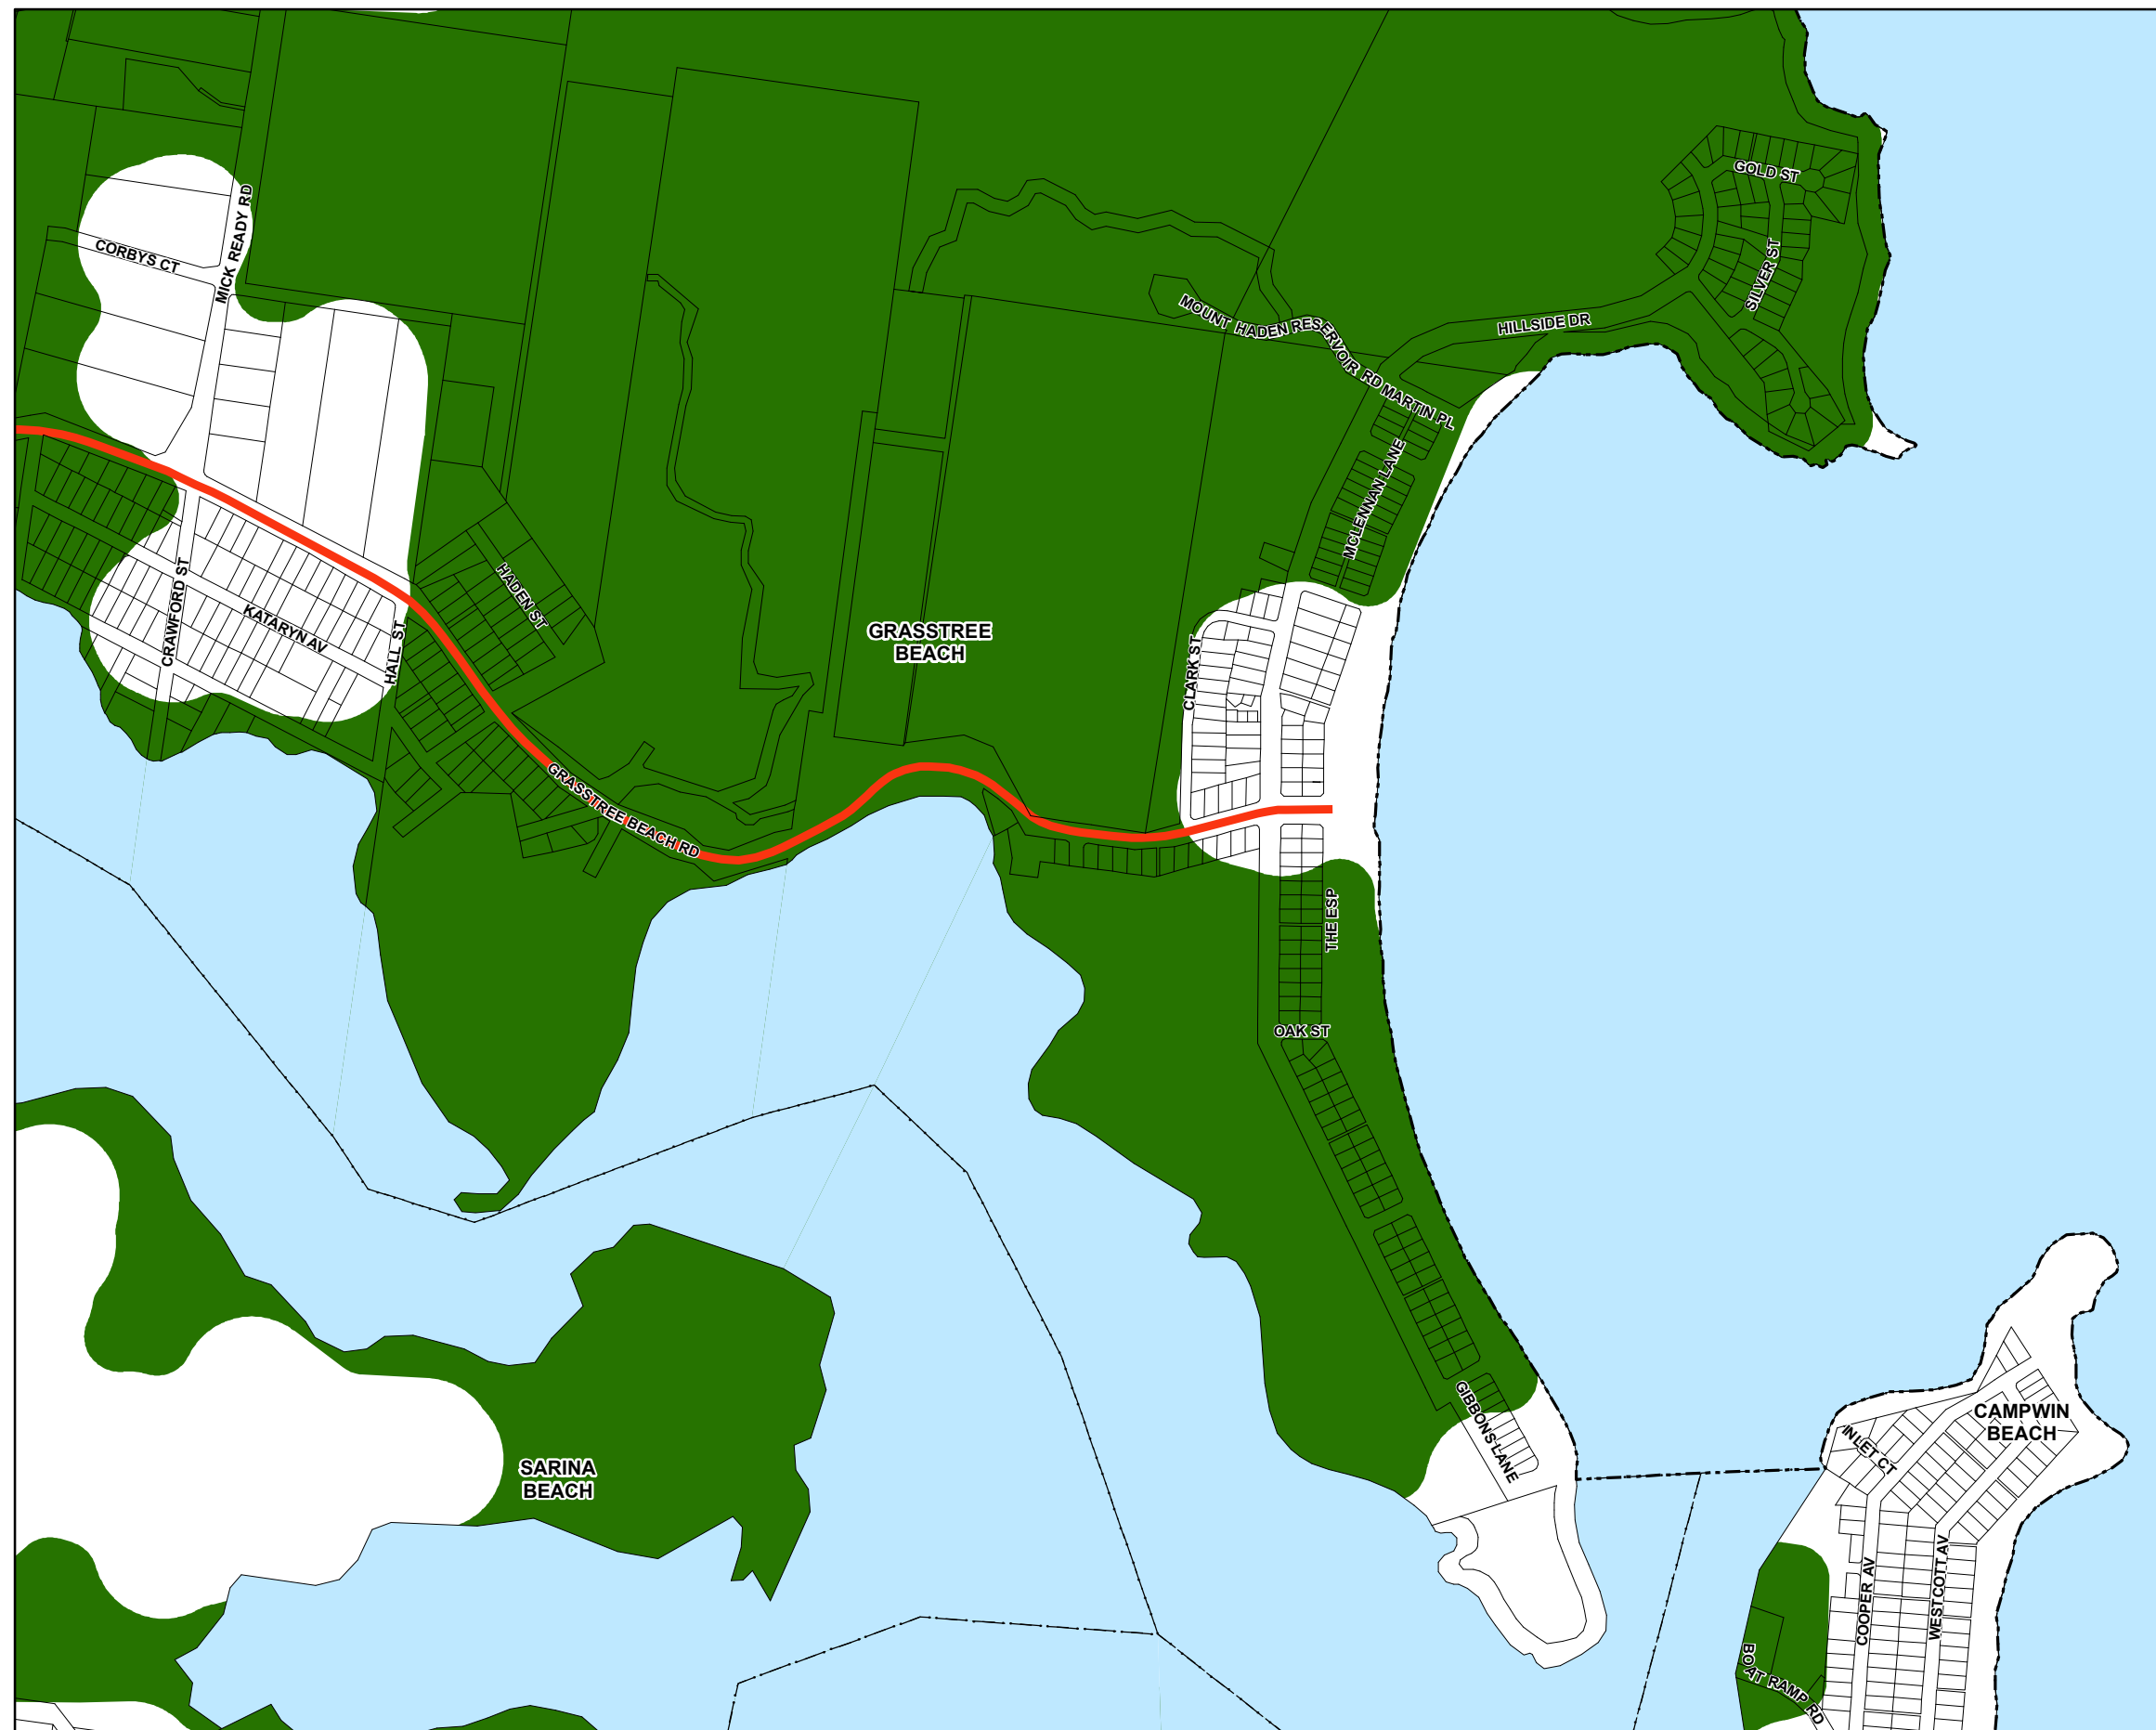 GOLD ST
MICK READY RD
CORBYS CT
SILVER ST
MOUNT HADEN RESERVOIR RD
HILLSIDE DR
MARTIN PL
MCLENNAN LANE
HADEN ST
CRAWFORD ST
KATARYN AV
HALL ST
GRASSTREE
BEACH
CLARK ST
GRASSTREE BEACH RD
THE ESP
OAK ST
GIBBONS LANE
CAMPWIN
BEACH
INLET CT
SARINA
BEACH
COOPER AV
WESTCOTT AV
BOAT RAMP RD